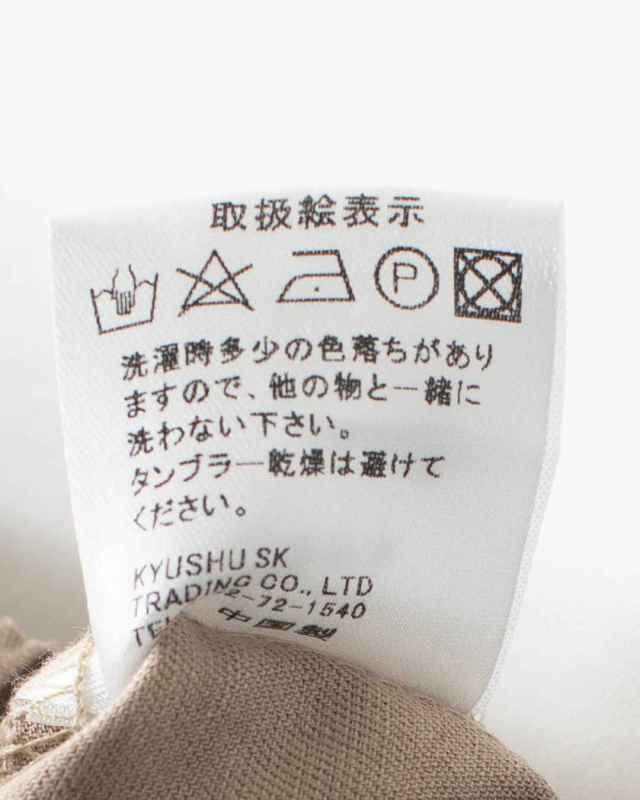 取扱絵表示
P
洗濯時多少の色落ちがあり
ますので、他の物と一緒に
洗わない下さい。
タンブラー乾燥は避けて
ください。
KYUSHU SK
TRADING CO., LTD
2-72-1540
中国製